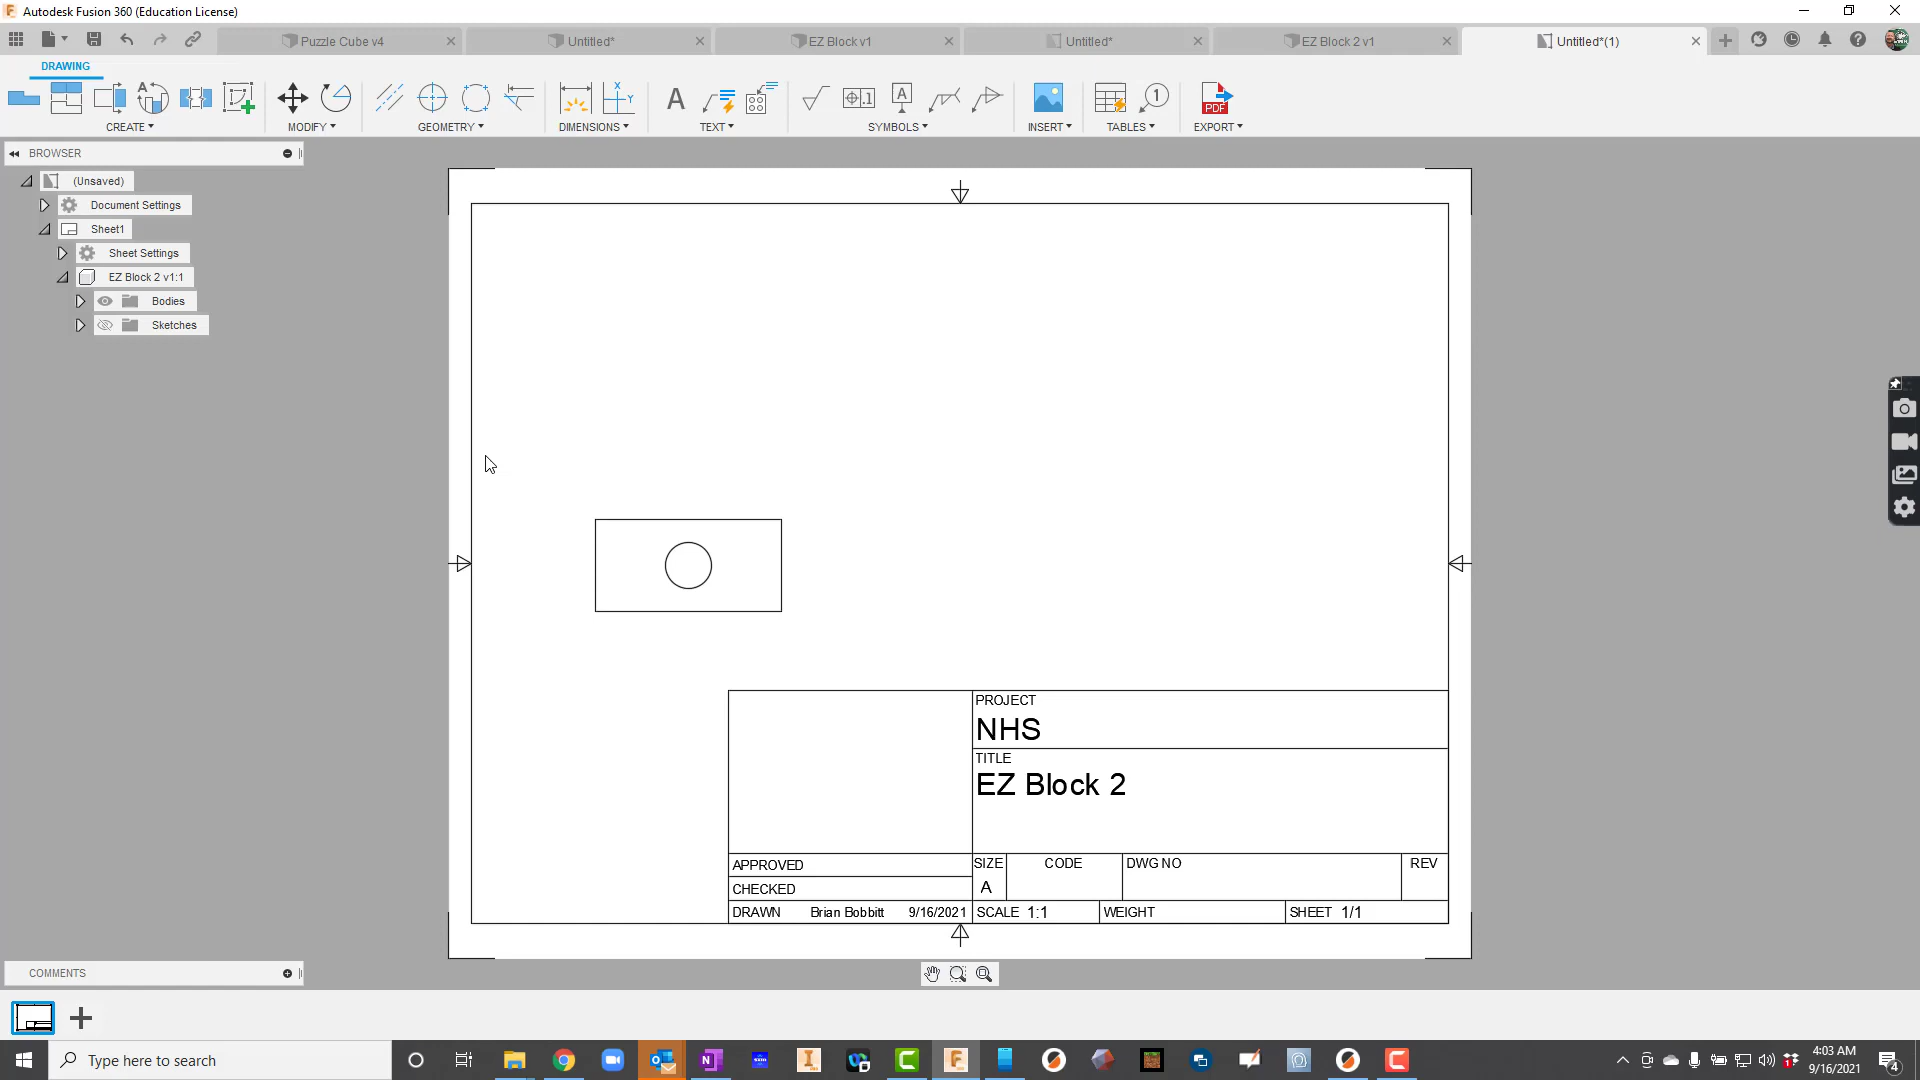 Autodesk Fusion 360 (Education License)
Puzzle Cube v4
Untitled*
EZ Block v1
Untitled*
EZ Block 2 v1
Untitled*(1)
DRAWING
CREATE
MODIFY
GEOMETRY
DIMENSIONS
TEXT
SYMBOLS
INSERT
TABLES
EXPORT
BROWSER
(Unsaved)
Document Settings
Sheet1
Sheet Settings
EZ Block 2 v1:1
Bodies
Sketches
PROJECT
NHS
TITLE
EZ Block 2
APPROVED
SIZE
CODE
DWG NO
REV
CHECKED
A
DRAWN Brian Bobbitt 9/16/2021
SCALE 1:1
WEIGHT
SHEET 1/1
COMMENTS
Type here to search
4:03 AM
9/16/2021
4